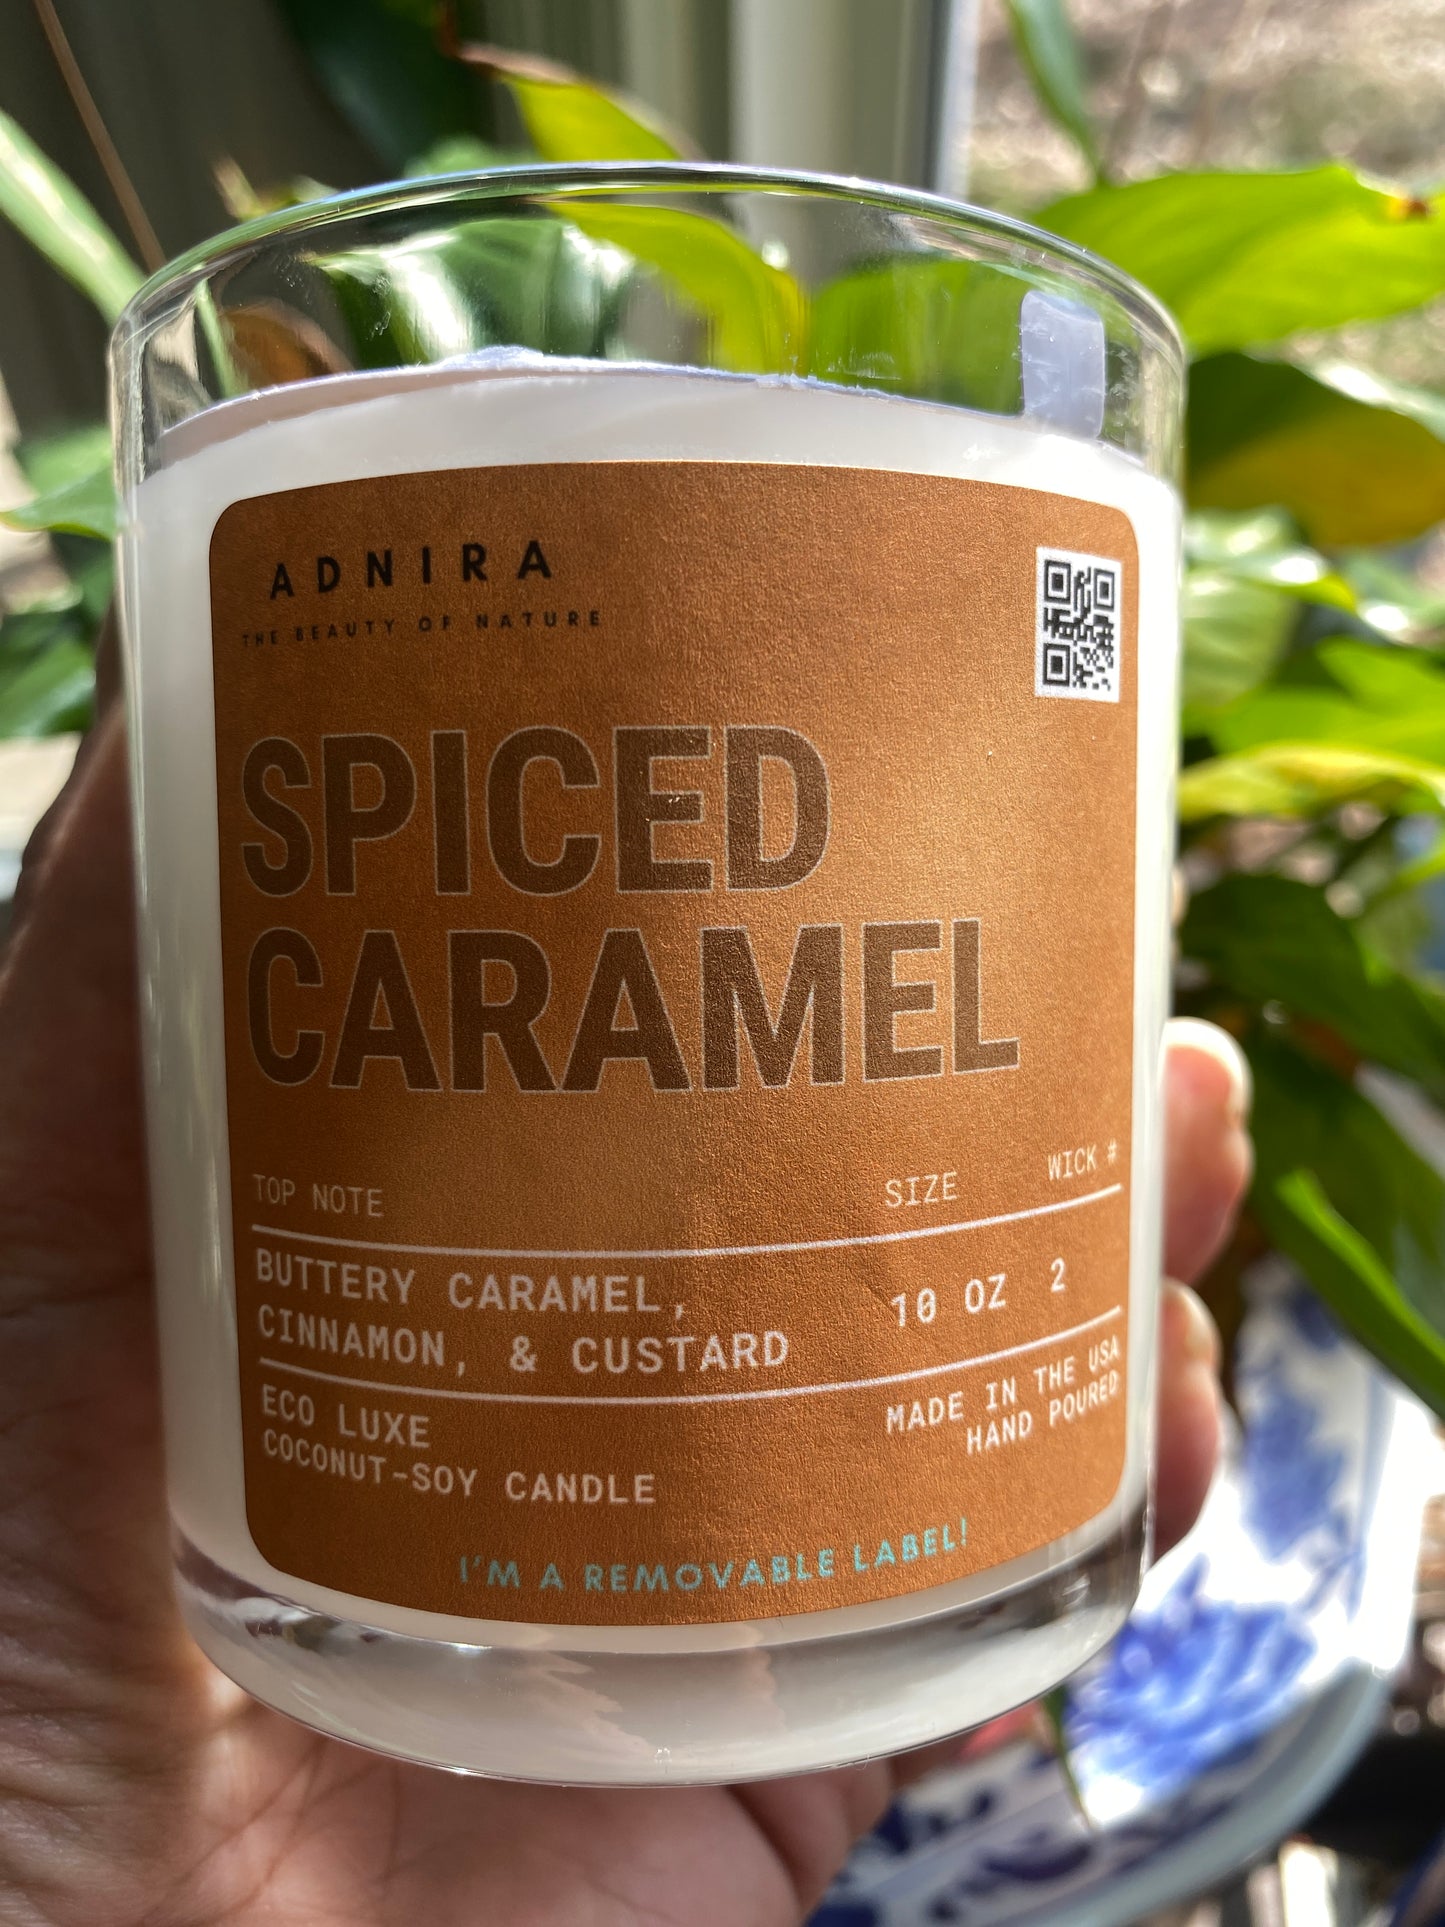 ADNIRA
THE BEAUTY OF NATURE
SPICED
CARAMEL
TOP NOTE
SIZE
WICK #
BUTTERY CARAMEL,
CINNAMON, & CUSTARD
10 OZ
2
ECO LUXE
COCONUT-SOY CANDLE
MADE IN THE USA
HAND POURED
I'M A REMOVABLE LABEL!